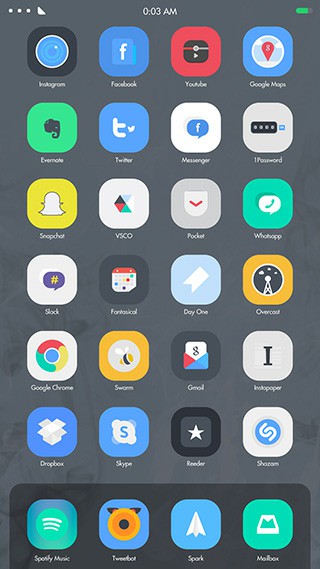 0:03 AM
Instagram Facebook Youtube Google Maps
Evernote Twitter Messenger 1Password
Snapchat VSCO Pocket Whatsapp
Slack Fantasical Day One Overcast
Google Chrome Swarm Gmail Instapaper
Dropbox Skype Reeder Shazam
Spotify Music Tweetbot Spark Mailbox